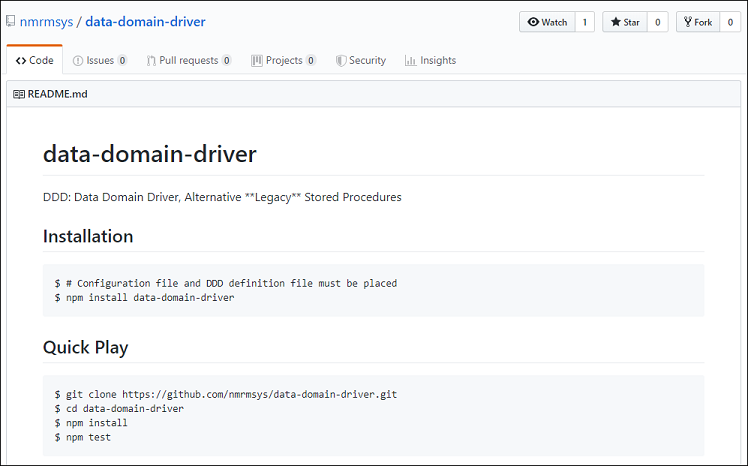 nmrmsys / data-domain-driver Watch 1 Star 0 Fork 0
Code Issues 0 Pull requests 0 Projects 0 Security Insights
README.md
data-domain-driver
DDD: Data Domain Driver, Alternative **Legacy** Stored Procedures
Installation
$ # Configuration file and DDD definition file must be placed
$ npm install data-domain-driver
Quick Play
$ git clone https://github.com/nmrmsys/data-domain-driver.git
$ cd data-domain-driver
$ npm install
$ npm test